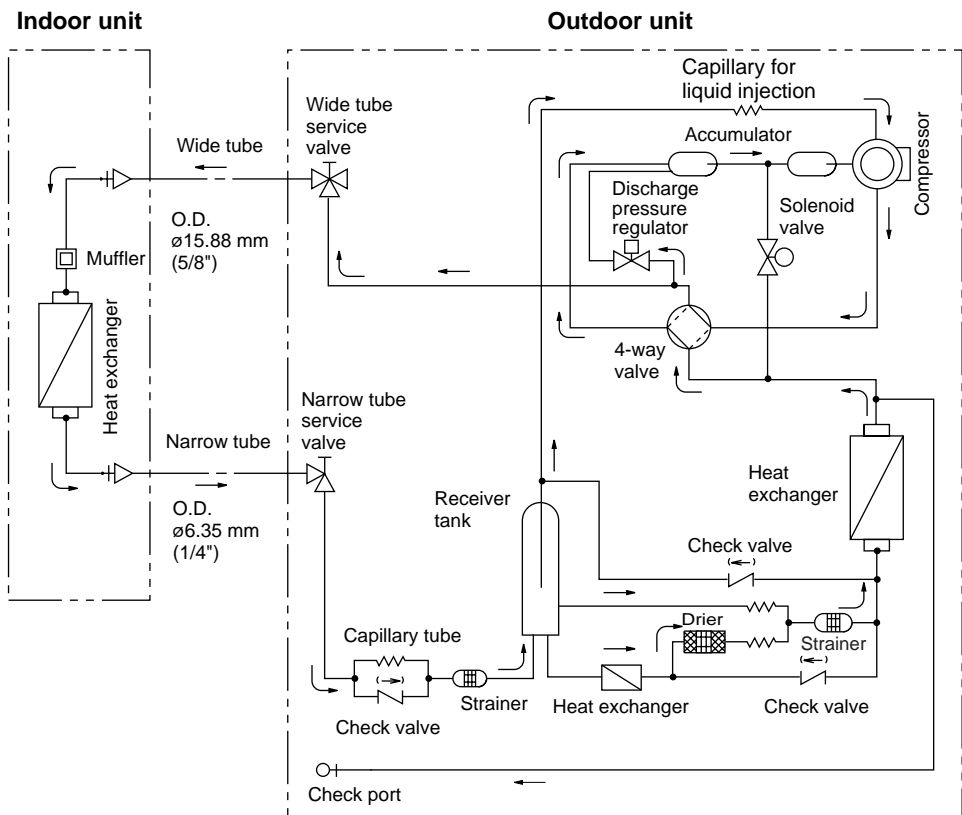 Indoor unit
Outdoor unit
Capillary for
liquid injection
Wide tube
service
valve
Wide tube
Accumulator
Compressor
Discharge
pressure
regulator
Solenoid
valve
O.D.
ø15.88 mm
(5/8")
Muffler
Heat exchanger
4-way
valve
Narrow tube
service
valve
Narrow tube
O.D.
ø6.35 mm
(1/4")
Receiver
tank
Heat
exchanger
Check valve
Drier
Strainer
Capillary tube
Strainer
Check valve
Heat exchanger
Check valve
Check port